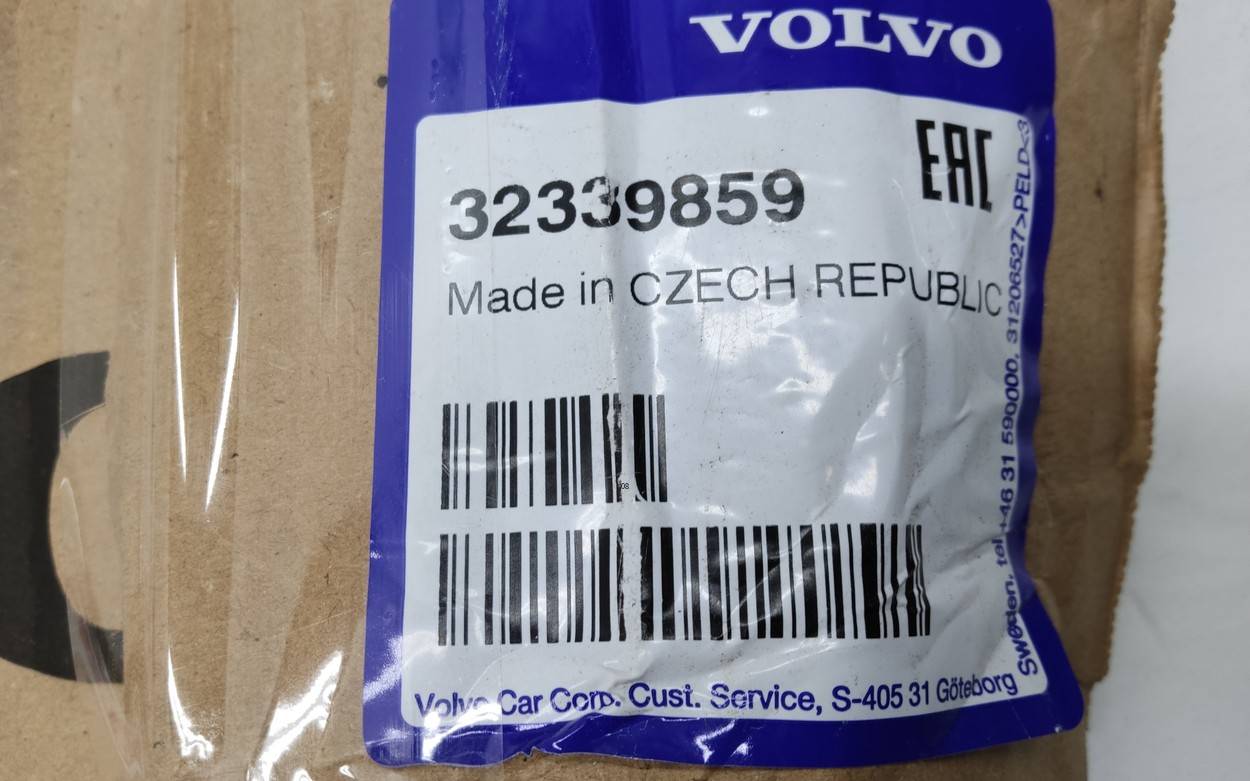 VOLVO
EAC
32339859
Made in CZECH REPUBLIC
Volvo Car Corp. Cust. Service, S-405 31 Göteborg
Sweden, tel +46 31 590000, 31206527>PELD<3